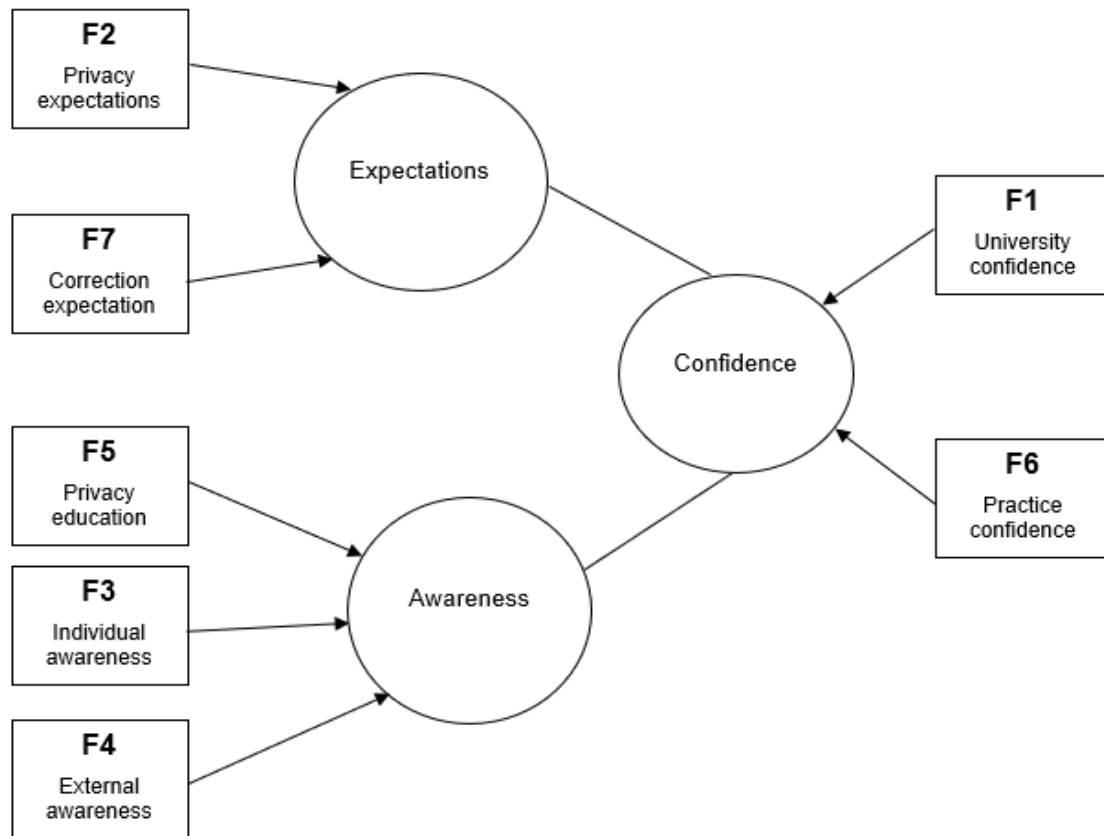 F2
Privacy
expectations
Expectations
F7
Correction
expectation
F1
University
confidence
Confidence
F5
Privacy
education
F6
Practice
confidence
F3
Individual
awareness
Awareness
F4
External
awareness